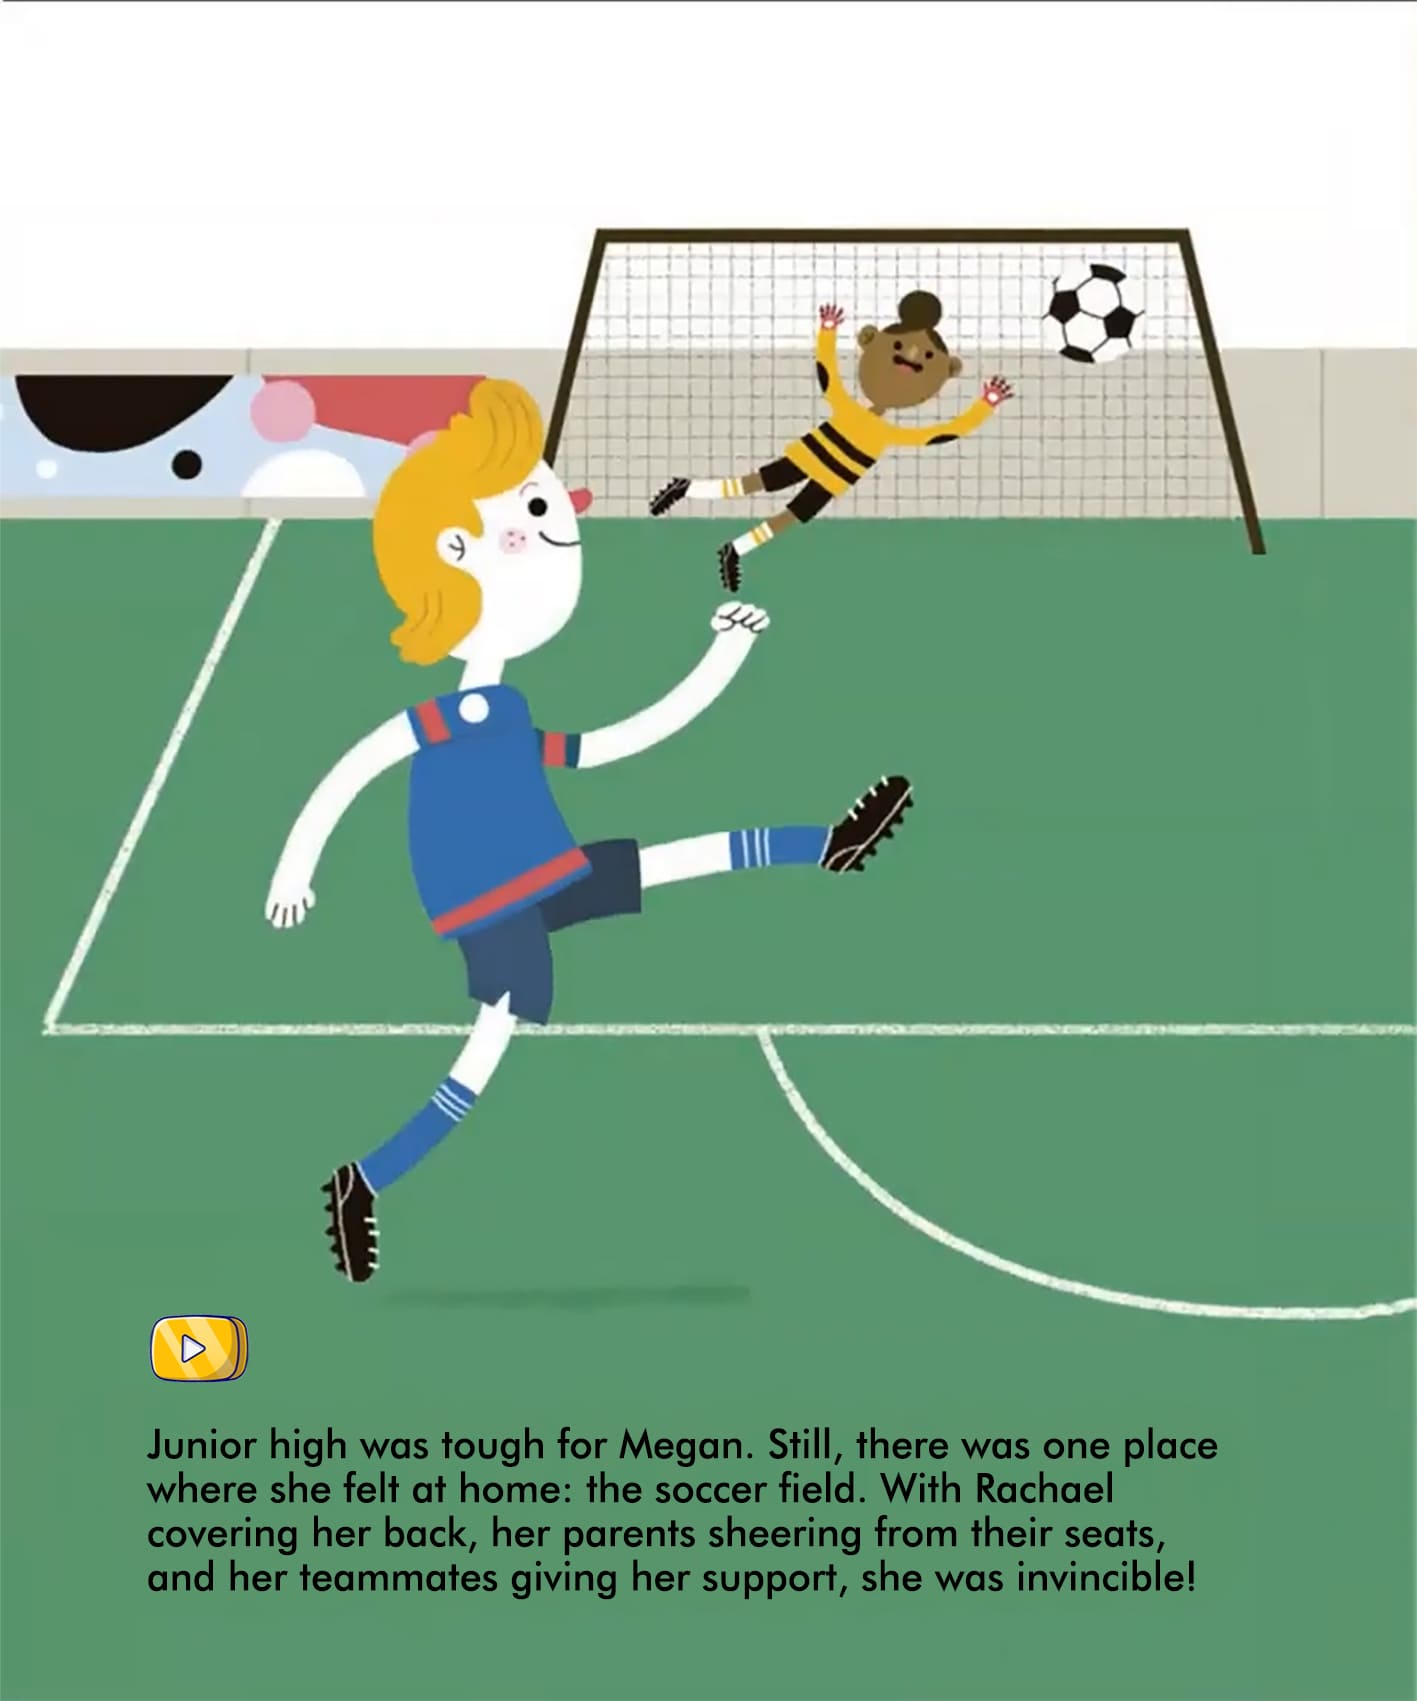 Junior high was tough for Megan. Still, there was one place
where she felt at home: the soccer field. With Rachael
covering her back, her parents sheering from their seats,
and her teammates giving her support, she was invincible!